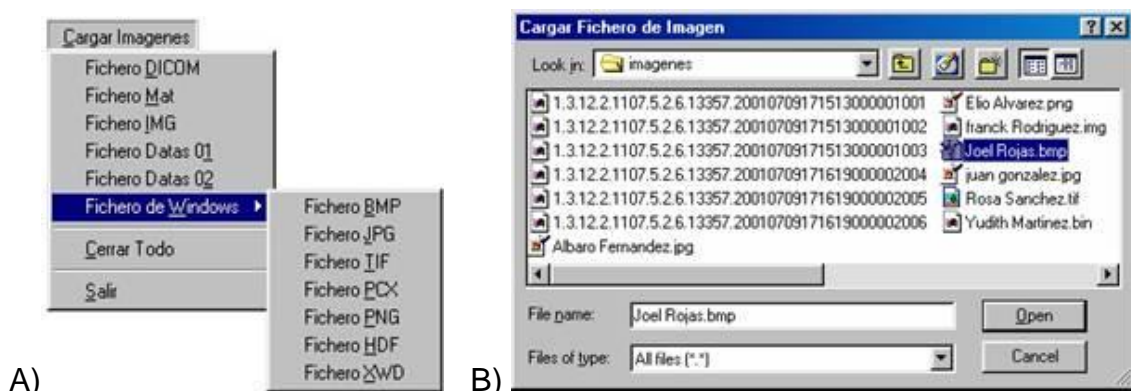 Cargar Imagenes
Fichero DICOM
Fichero Mat
Fichero IMG
Fichero Datas 01
Fichero Datas 02
Fichero de Windows
Cerrar Todo
Salir
Fichero BMP
Fichero JPG
Fichero TIF
Fichero PCX
Fichero PNG
Fichero HDF
Fichero XWD
A)
Cargar Fichero de Imagen
Look in: imagenes
1.3.12.2.1107.5.2.6.13357.20010709171513000001001
1.3.12.2.1107.5.2.6.13357.20010709171513000001002
1.3.12.2.1107.5.2.6.13357.20010709171513000001003
1.3.12.2.1107.5.2.6.13357.20010709171619000002004
1.3.12.2.1107.5.2.6.13357.20010709171619000002005
1.3.12.2.1107.5.2.6.13357.20010709171619000002006
Albaro Fernandez.jpg
Elio Alvarez.png
franck Rodriguez.img
Joel Rojas.bmp
juan gonzalez.jpg
Rosa Sanchez.tif
Yudith Martinez.bin
File name: Joel Rojas.bmp Open
Files of type: All files (*.*) Cancel
B)